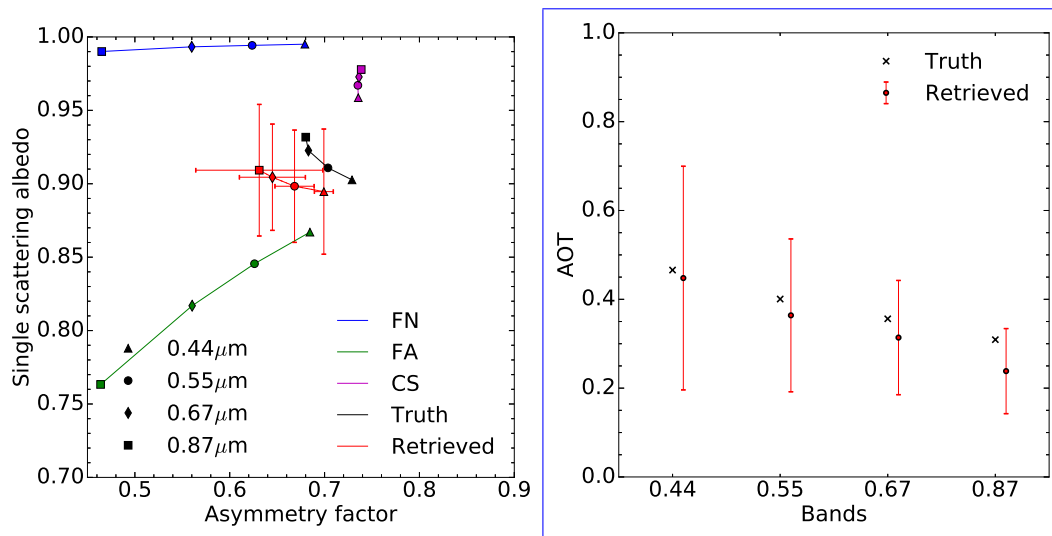 Single scattering albedo
1.00
0.95
0.90
0.85
0.80
0.75
0.70
0.5 0.6 0.7 0.8 0.9
Asymmetry factor
0.44μm
0.55μm
0.67μm
0.87μm
FN
FA
CS
Truth
Retrieved
AOT
1.0
0.8
0.6
0.4
0.2
0.0
0.44 0.55 0.67 0.87
Bands
Truth
Retrieved